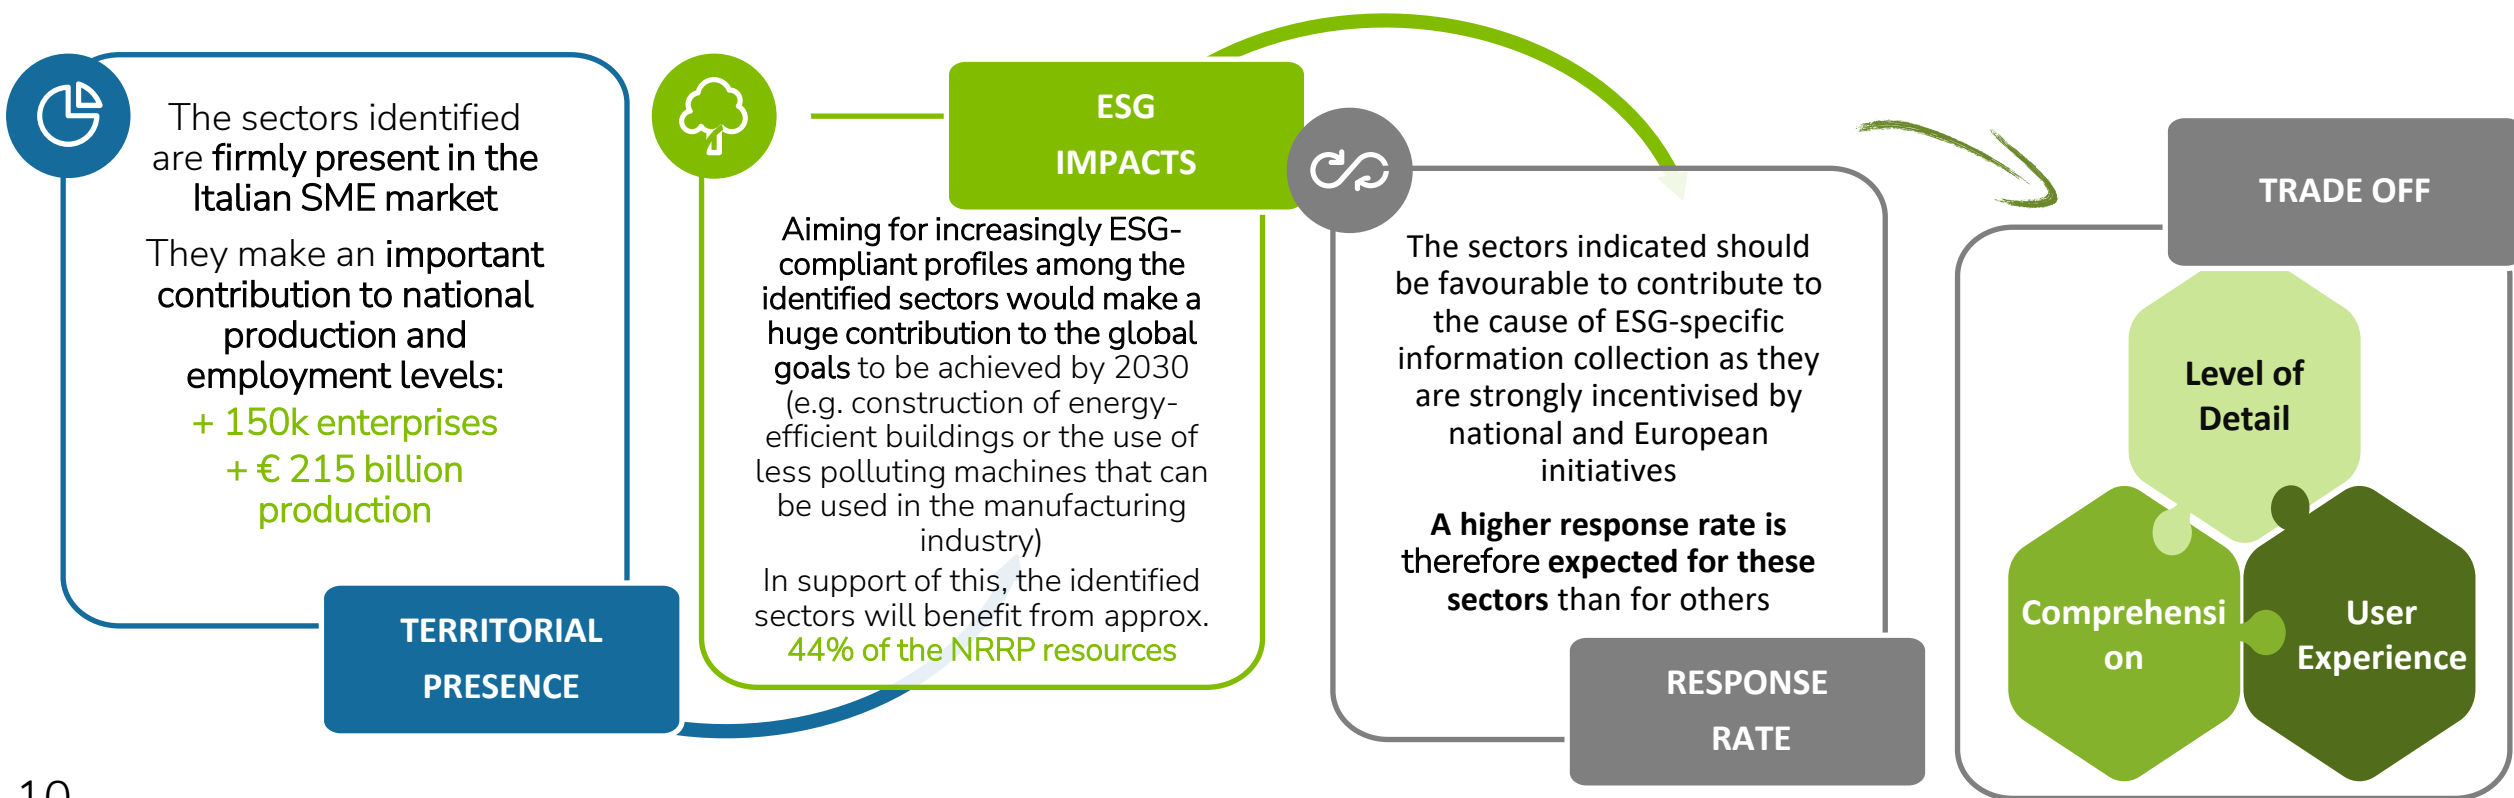 The sectors identified
are firmly present in the
Italian SME market
They make an important
contribution to national
production and
employment levels:
+ 150k enterprises
+ € 215 billion
production
TERRITORIAL
PRESENCE
ESG
IMPACTS
Aiming for increasingly ESG-
compliant profiles among the
identified sectors would make a
huge contribution to the global
goals to be achieved by 2030
(e.g. construction of energy-
efficient buildings or the use of
less polluting machines that can
be used in the manufacturing
industry)
In support of this, the identified
sectors will benefit from approx.
44% of the NRRP resources
The sectors indicated should
be favourable to contribute to
the cause of ESG-specific
information collection as they
are strongly incentivised by
national and European
initiatives
A higher response rate is
therefore expected for these
sectors than for others
RESPONSE
RATE
TRADE OFF
Level of
Detail
Comprehensi
on
User
Experience
10